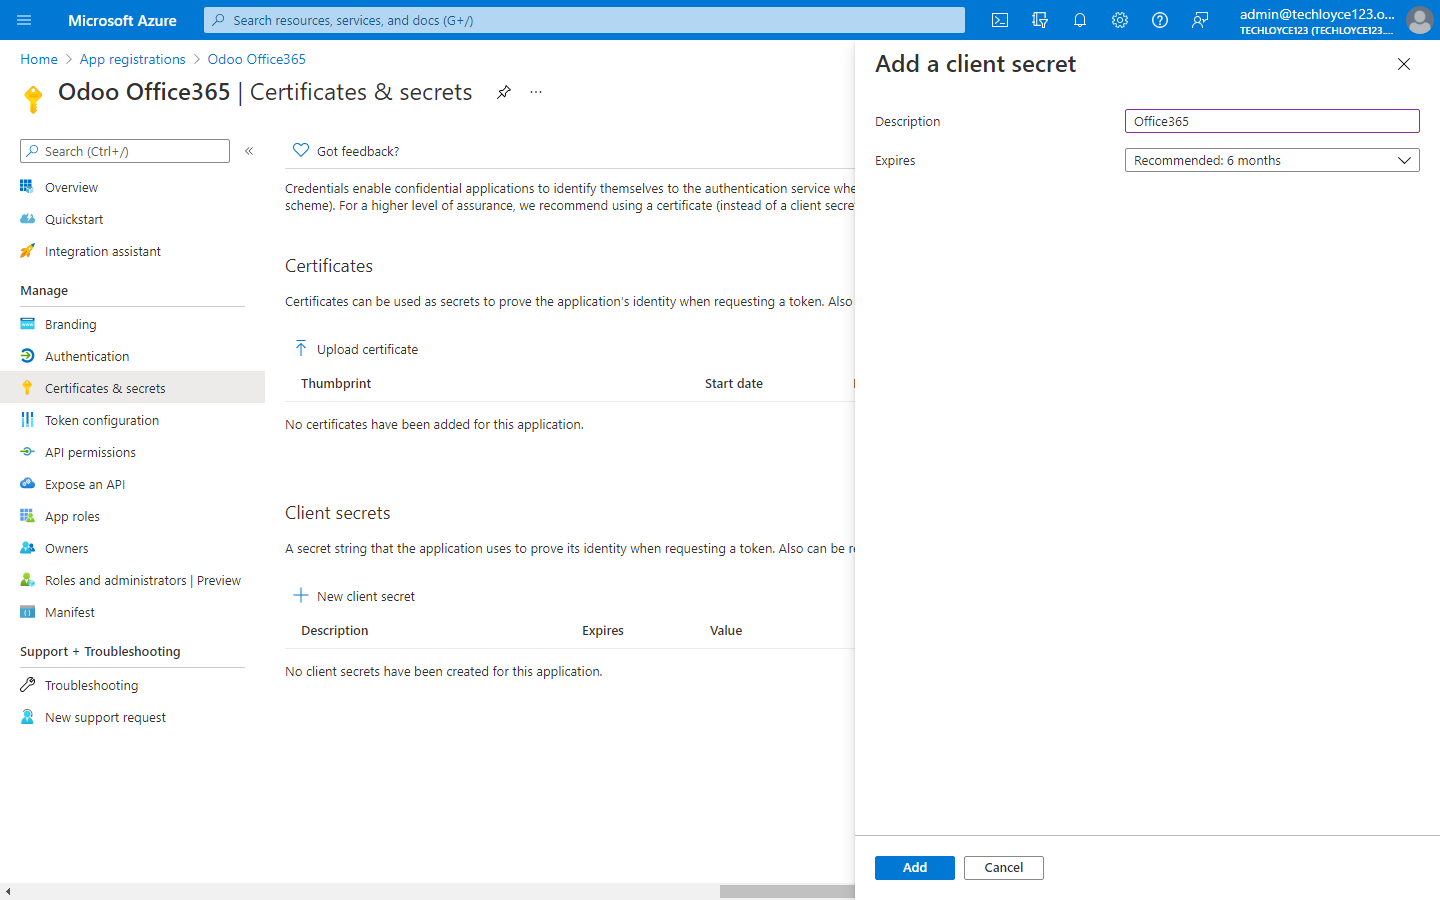 Microsoft Azure
Search resources, services, and docs (G+/)
admin@techloyce123.o...
TECHLOYCE123 (TECHLOYCE123....
Home > App registrations > Odoo Office365
Odoo Office365 | Certificates & secrets
...
Search (Ctrl+/)
«
Overview
Quickstart
Integration assistant
Manage
Branding
Authentication
Certificates & secrets
Token configuration
API permissions
Expose an API
App roles
Owners
Roles and administrators | Preview
Manifest
Support + Troubleshooting
Troubleshooting
New support request
Got feedback?
Credentials enable confidential applications to identify themselves to the authentication service whe
scheme). For a higher level of assurance, we recommend using a certificate (instead of a client secre
Certificates
Certificates can be used as secrets to prove the application's identity when requesting a token. Also
Upload certificate
Thumbprint Start date
No certificates have been added for this application.
Client secrets
A secret string that the application uses to prove its identity when requesting a token. Also can be re
New client secret
Description Expires Value
No client secrets have been created for this application.
Add a client secret
Description Office365
Expires Recommended: 6 months
Add Cancel